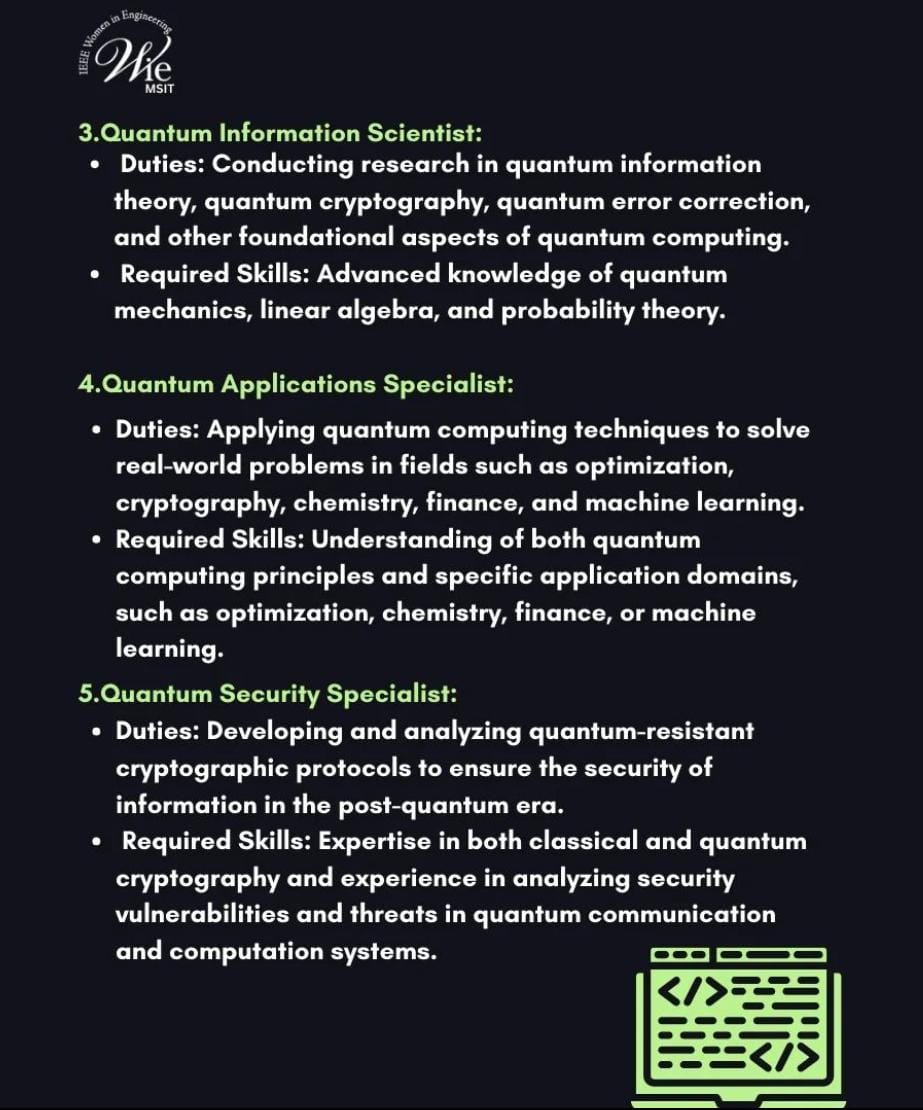 IEEE Women in Engineering
Wie
MSIT
3.Quantum Information Scientist:
• Duties: Conducting research in quantum information
theory, quantum cryptography, quantum error correction,
and other foundational aspects of quantum computing.
• Required Skills: Advanced knowledge of quantum
mechanics, linear algebra, and probability theory.
4.Quantum Applications Specialist:
• Duties: Applying quantum computing techniques to solve
real-world problems in fields such as optimization,
cryptography, chemistry, finance, and machine learning.
• Required Skills: Understanding of both quantum
computing principles and specific application domains,
such as optimization, chemistry, finance, or machine
learning.
5.Quantum Security Specialist:
• Duties: Developing and analyzing quantum-resistant
cryptographic protocols to ensure the security of
information in the post-quantum era.
• Required Skills: Expertise in both classical and quantum
cryptography and experience in analyzing security
vulnerabilities and threats in quantum communication
and computation systems.
</>
</>